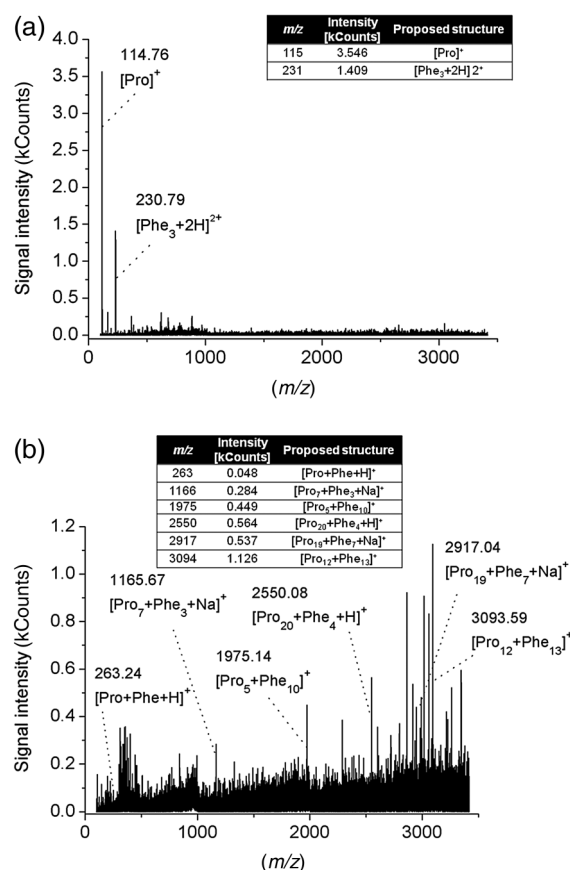 (a)
4.0
3.5
3.0
2.5
2.0
1.5
1.0
0.5
0.0
Signal intensity (kCounts)
114.76
[Pro]⁺
230.79
[Phe₃+2H]²⁺
m/z Intensity [kCounts] Proposed structure
115 3.546 [Pro]⁺
231 1.409 [Phe₃+2H] 2⁺
0 1000 2000 3000
(m/z)
(b)
m/z Intensity [kCounts] Proposed structure
263 0.048 [Pro+Phe+H]⁺
1166 0.284 [Pro₇+Phe₃+Na]⁺
1975 0.449 [Pro₅+Phe₁₀]⁺
2550 0.564 [Pro₂₀+Phe₄+H]⁺
2917 0.537 [Pro₁₉+Phe₇+Na]⁺
3094 1.126 [Pro₁₂+Phe₁₃]⁺
1.2
1.0
0.8
0.6
0.4
0.2
0.0
Signal intensity (kCounts)
1165.67
[Pro₇+Phe₃+Na]⁺
263.24
[Pro+Phe+H]⁺
2550.08
[Pro₂₀+Phe₄+H]⁺
1975.14
[Pro₅+Phe₁₀]⁺
2917.04
[Pro₁₉+Phe₇+Na]⁺
3093.59
[Pro₁₂+Phe₁₃]⁺
0 1000 2000 3000
(m/z)